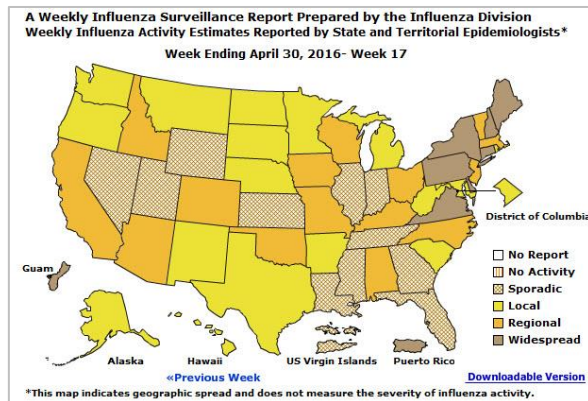 A Weekly Influenza Surveillance Report Prepared by the Influenza Division
Weekly Influenza Activity Estimates Reported by State and Territorial Epidemiologists*
Week Ending April 30, 2016- Week 17
District of Columbia
No Report
No Activity
Sporadic
Local
Regional
Widespread
Guam
Alaska
Hawaii
US Virgin Islands
Puerto Rico
«Previous Week
Downloadable Version
*This map indicates geographic spread and does not measure the severity of influenza activity.